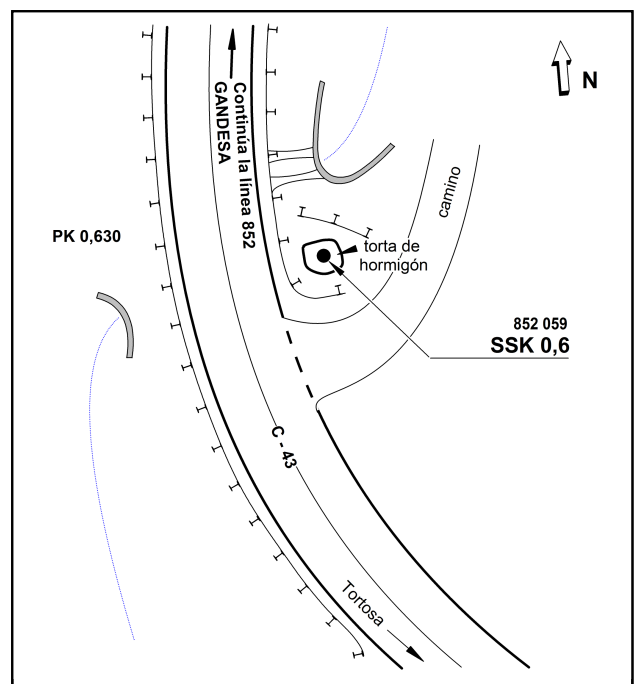 N
Continúa la línea 852
GANDESA
camino
PK 0,630
torta de
hormigón
852 059
SSK 0,6
C - 43
Tortosa